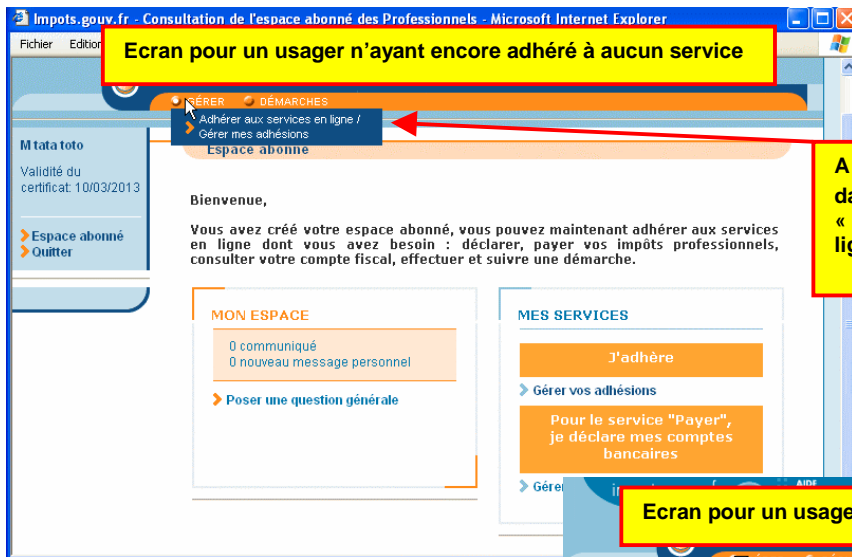 Impots.gouv.fr - Consultation de l'espace abonné des Professionnels - Microsoft Internet Explorer
Fichier Edition
Ecran pour un usager n'ayant encore adhéré à aucun service
GÉRER DÉMARCHES
Adhérer aux services en ligne /
Gérer mes adhésions
Espace abonné
M tata toto
Validité du
certificat: 10/03/2013
Espace abonné
Quitter
A
da
«
lig
Bienvenue,
Vous avez créé votre espace abonné, vous pouvez maintenant adhérer aux services
en ligne dont vous avez besoin : déclarer, payer vos impôts professionnels,
consulter votre compte fiscal, effectuer et suivre une démarche.
MON ESPACE
0 communiqué
0 nouveau message personnel
Poser une question générale
MES SERVICES
J'adhère
Gérer vos adhésions
Pour le service "Payer",
je déclare mes comptes
bancaires
Gére
Ecran pour un usage